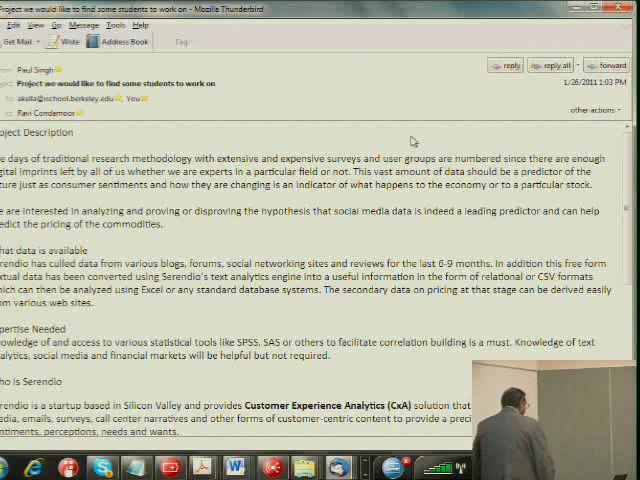 Project we would like to find some students to work on - Mozilla Thunderbird
Edit View Go Message Tools Help
Get Mail Write Address Book Tag
from Paul Singh reply reply all forward
subject Project we would like to find some students to work on 1/26/2011 1:03 PM
to akella@ischool.berkeley.edu, You
Ravi Condamoor other actions
oject Description
e days of traditional research methodology with extensive and expensive surveys and user groups are numbered since there are enough
gital imprints left by all of us whether we are experts in a particular field or not. This vast amount of data should be a predictor of the
ture just as consumer sentiments and how they are changing is an indicator of what happens to the economy or to a particular stock.
e are interested in analyzing and proving or disproving the hypothesis that social media data is indeed a leading predictor and can help
edict the pricing of the commodities.
hat data is available
erendio has culled data from various blogs, forums, social networking sites and reviews for the last 6-9 months. In addition this free form
xtual data has been converted using Serendio's text analytics engine into a useful information in the form of relational or CSV formats
hich can then be analyzed using Excel or any standard database systems. The secondary data on pricing at that stage can be derived easily
om various web sites.
pertise Needed
nowledge of and access to various statistical tools like SPSS, SAS or others to facilitate correlation building is a must. Knowledge of text
alytics, social media and financial markets will be helpful but not required.
ho is Serendio
erendio is a startup based in Silicon Valley and provides Customer Experience Analytics (CxA) solution that
edia, emails, surveys, call center narratives and other forms of customer-centric content to provide a preci
ntiments, perceptions, needs and wants.